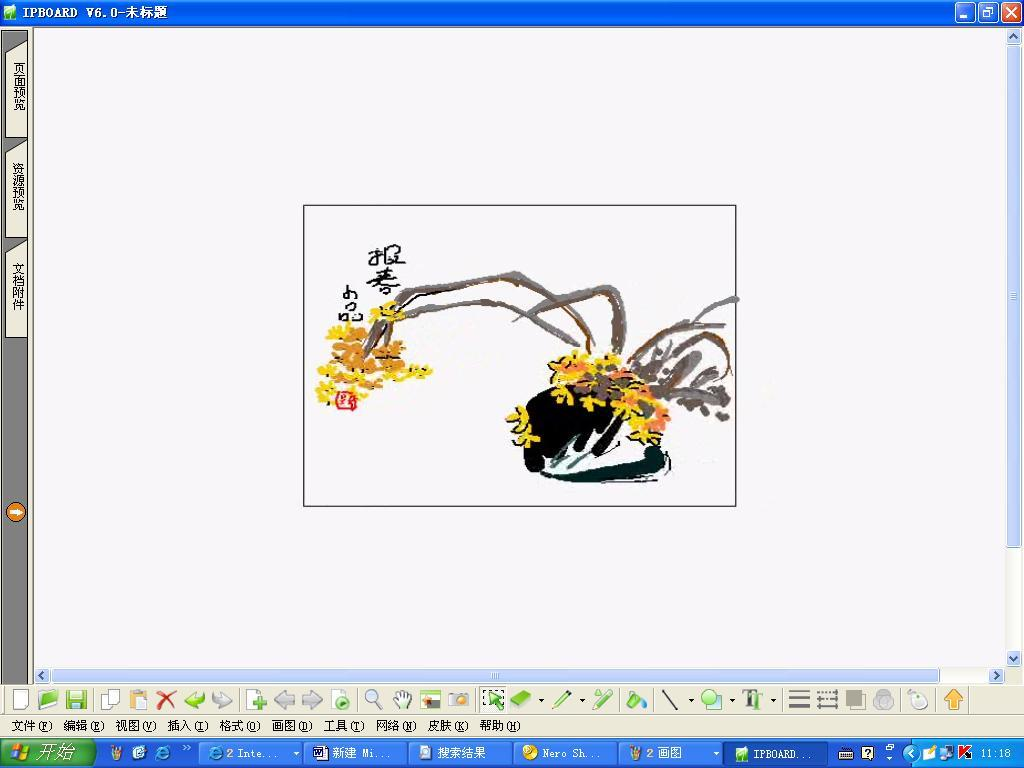 IPBOARD V6.0-未标题
页面预览
资源预览
文档附件
报春
小品
文件(F) 编辑(E) 视图(V) 插入(I) 格式(O) 画图(D) 工具(T) 网络(N) 皮肤(K) 帮助(H)
开始
2 Inte...
新建 Mi...
搜索结果
Nero Sh...
2 画图
IPBOARD...
11:18